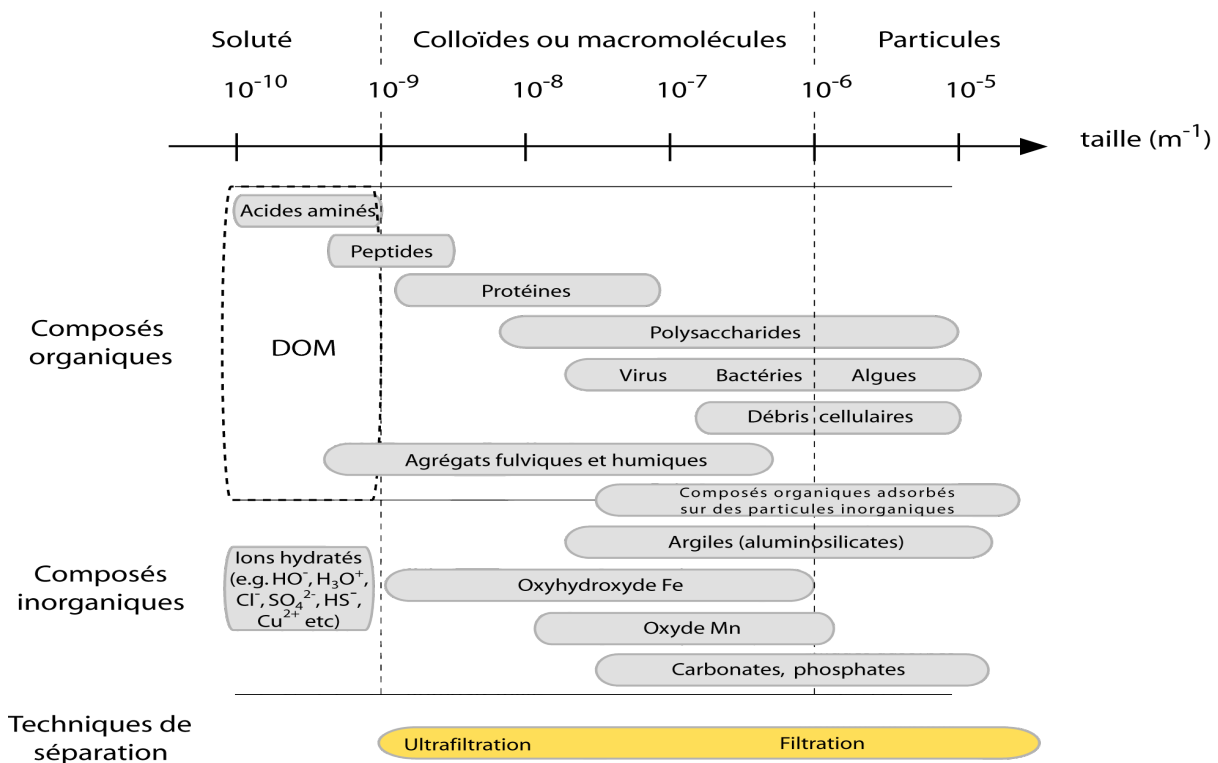 Soluté Colloïdes ou macromolécules Particules
10⁻¹⁰ 10⁻⁹ 10⁻⁸ 10⁻⁷ 10⁻⁶ 10⁻⁵
taille (m⁻¹)
Acides aminés
Peptides
Protéines
Composés
organiques
DOM
Polysaccharides
Virus Bactéries Algues
Débris cellulaires
Agrégats fulviques et humiques
Composés organiques adsorbés
sur des particules inorganiques
Argiles (aluminosilicates)
Composés
inorganiques
Ions hydratés
(e.g. HO⁻, H₃O⁺,
Cl⁻, SO₄²⁻, HS⁻,
Cu²⁺ etc)
Oxyhydroxyde Fe
Oxyde Mn
Carbonates, phosphates
Techniques de
séparation
Ultrafiltration Filtration